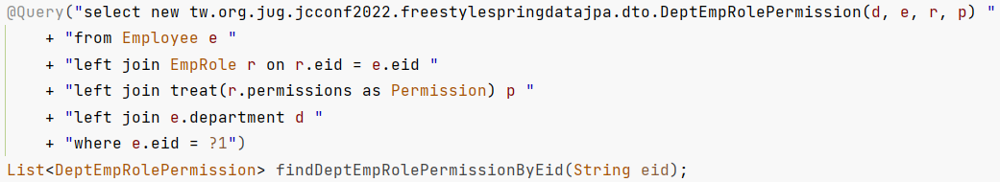 @Query("select new tw.org.jug.jcconf2022.freestylespringdatajpa.dto.DeptEmpRolePermission(d, e, r, p) "
+ "from Employee e "
+ "left join EmpRole r on r.eid = e.eid "
+ "left join treat(r.permissions as Permission) p "
+ "left join e.department d "
+ "where e.eid = ?1")
List<DeptEmpRolePermission> findDeptEmpRolePermissionByEid(String eid);